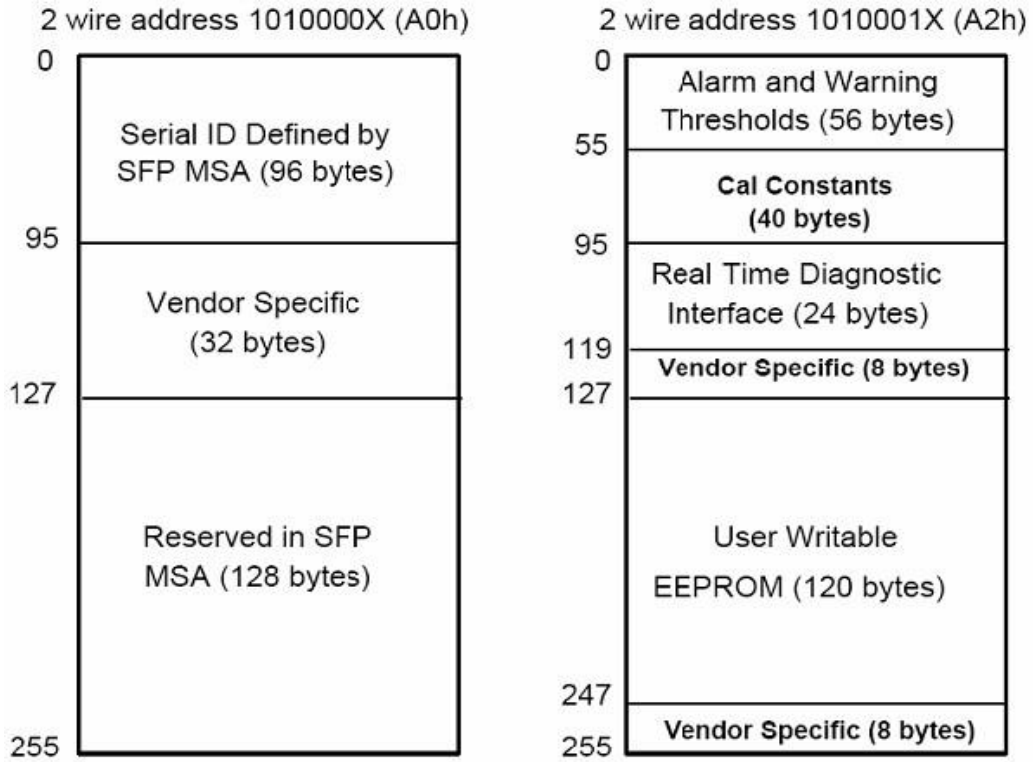 2 wire address 1010000X (A0h)
0
Serial ID Defined by
SFP MSA (96 bytes)
95
Vendor Specific
(32 bytes)
127
Reserved in SFP
MSA (128 bytes)
255
2 wire address 1010001X (A2h)
0
Alarm and Warning
Thresholds (56 bytes)
55
Cal Constants
(40 bytes)
95
Real Time Diagnostic
Interface (24 bytes)
119
Vendor Specific (8 bytes)
127
User Writable
EEPROM (120 bytes)
247
Vendor Specific (8 bytes)
255